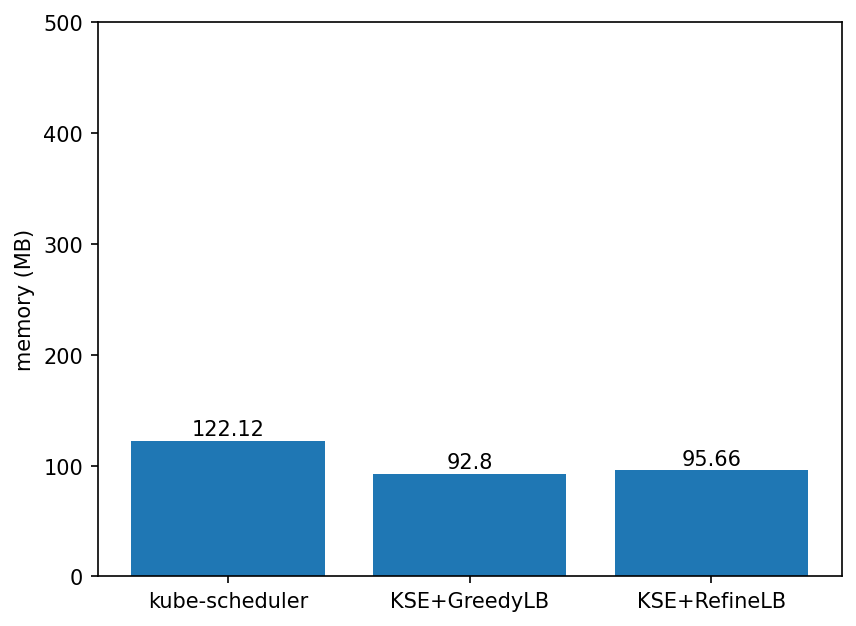 500
400
300
200
100
0
memory (MB)
122.12
92.8
95.66
kube-scheduler
KSE+GreedyLB
KSE+RefineLB